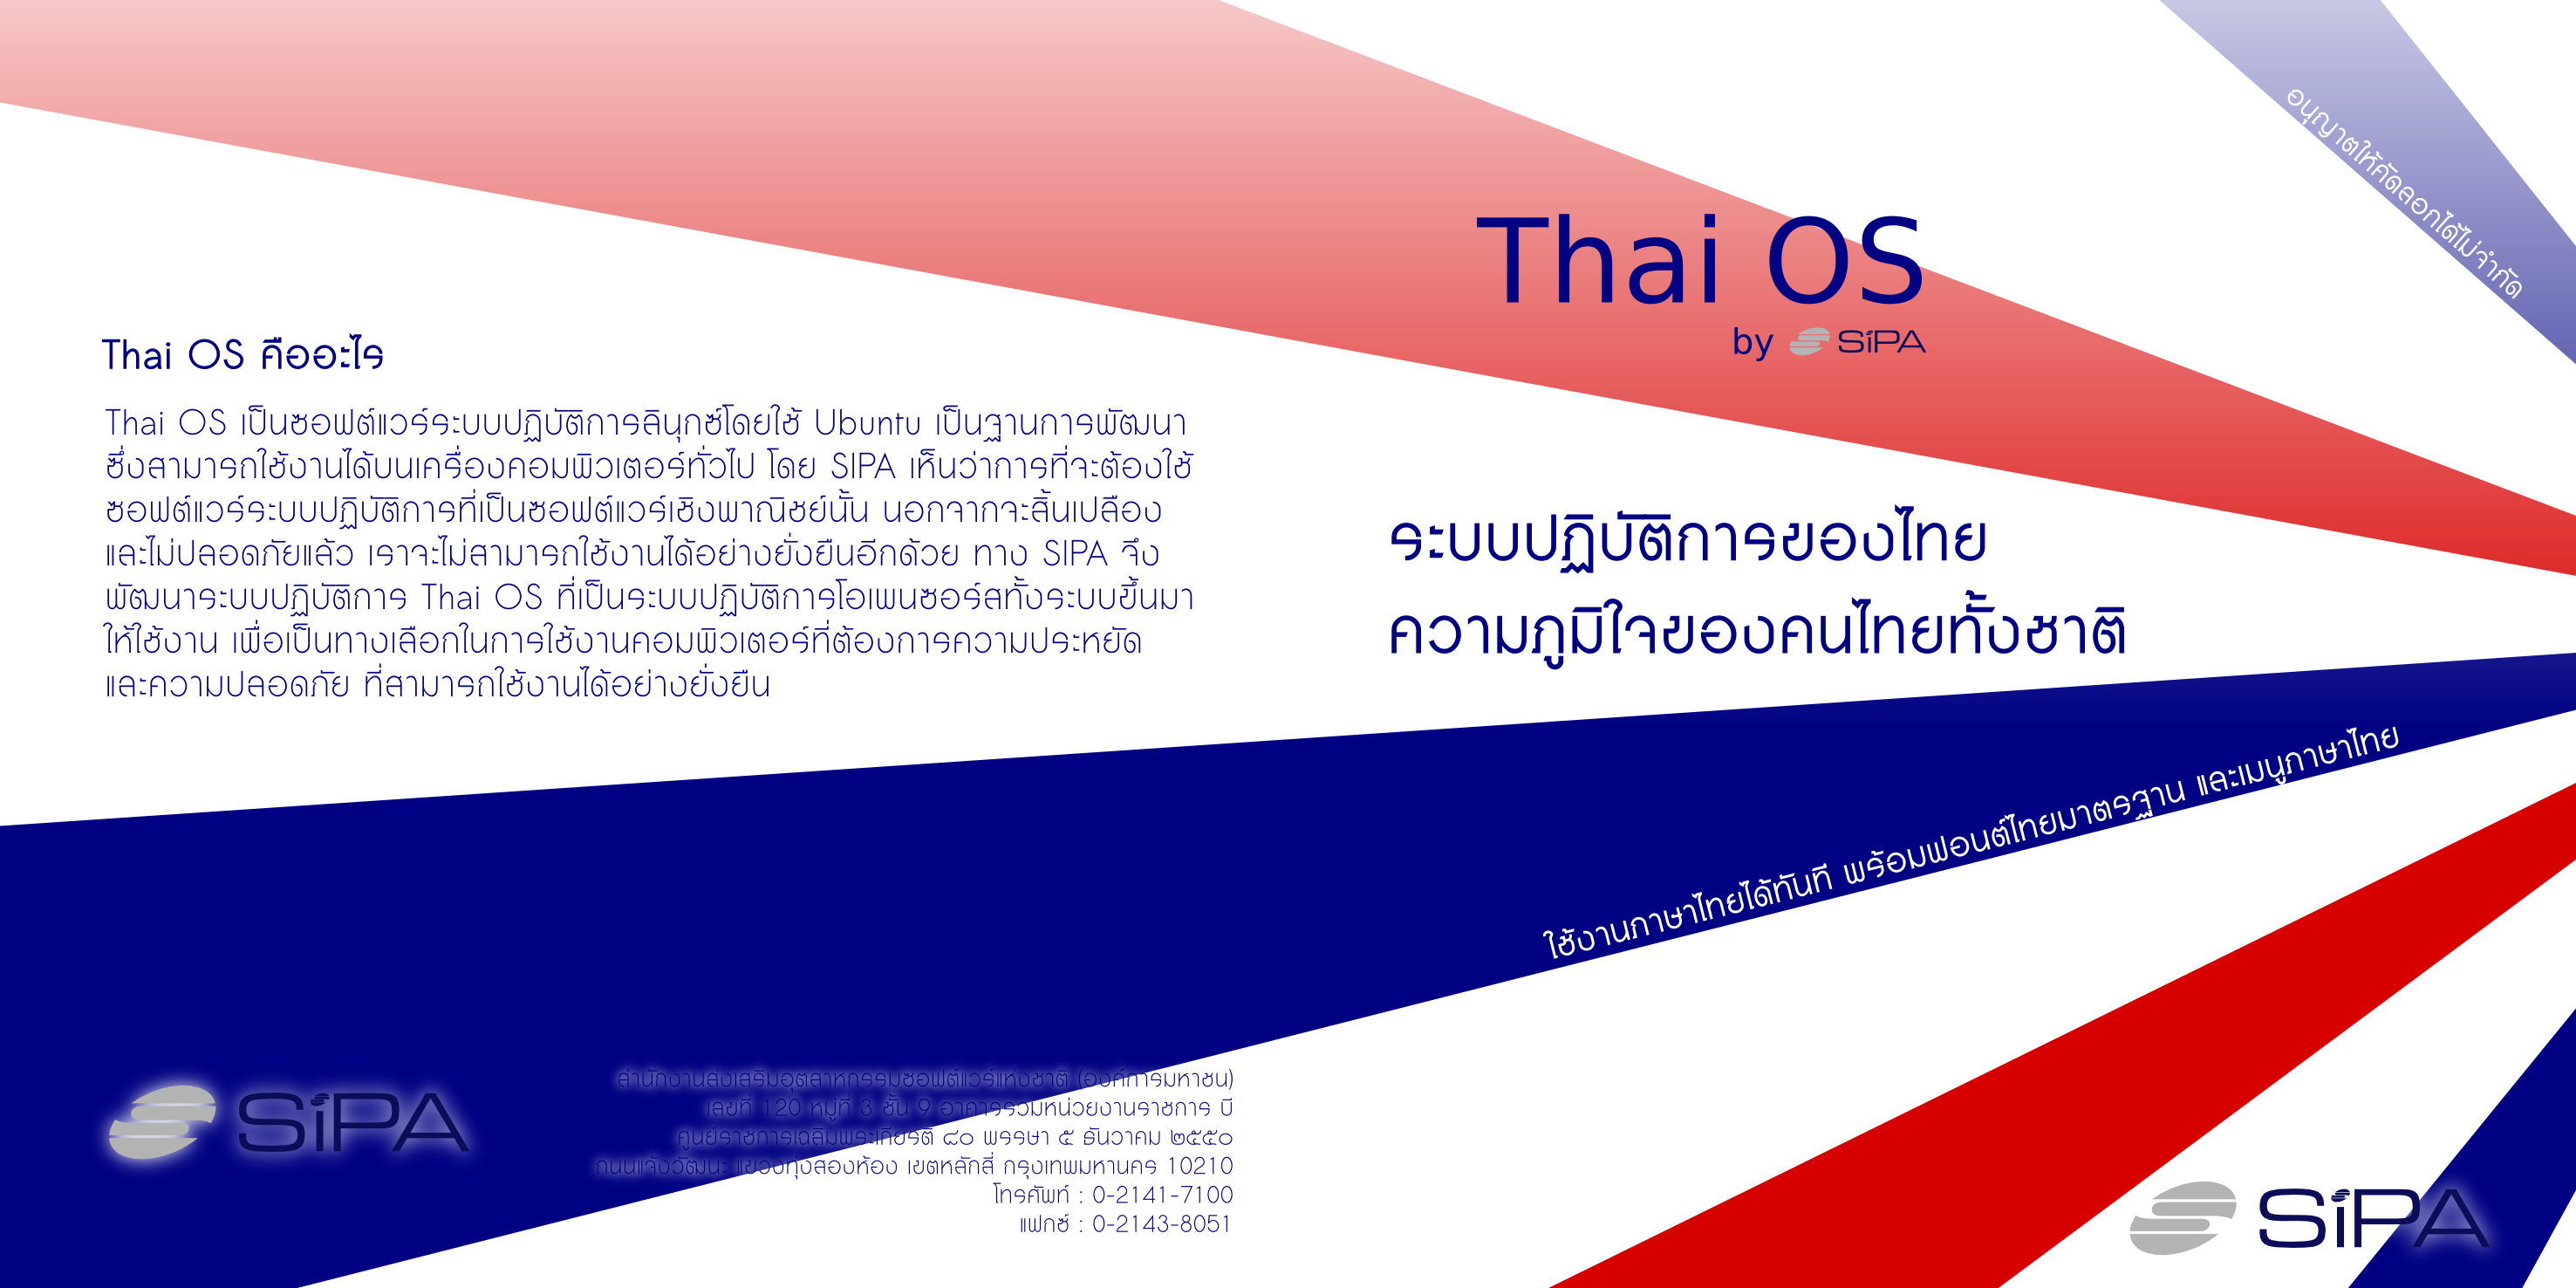 Thai OS คืออะไร
Thai OS เป็นซอฟต์แวร์ระบบปฏิบัติการลินุกซ์โดยใช้ Ubuntu เป็นฐานการพัฒนา
ซึ่งสามารถใช้งานได้บนเครื่องคอมพิวเตอร์ทั่วไป โดย SIPA เห็นว่าการที่จะต้องใช้
ซอฟต์แวร์ระบบปฏิบัติการที่เป็นซอฟต์แวร์เชิงพาณิชย์นั้น นอกจากจะสิ้นเปลือง
และไม่ปลอดภัยแล้ว เราจะไม่สามารถใช้งานได้อย่างยั่งยืนอีกด้วย ทาง SIPA จึง
พัฒนาระบบปฏิบัติการ Thai OS ที่เป็นระบบปฏิบัติการโอเพนซอร์สทั้งระบบขึ้นมา
ให้ใช้งาน เพื่อเป็นทางเลือกในการใช้งานคอมพิวเตอร์ที่ต้องการความประหยัด
และความปลอดภัย ที่สามารถใช้งานได้อย่างยั่งยืน
SiPA
สำนักงานส่งเสริมอุตสาหกรรมซอฟต์แวร์แห่งชาติ (องค์การมหาชน)
เลขที่ 120 หมู่ที่ 3 ชั้น 9 อาคารรวมหน่วยงานราชการ บี
ศูนย์ราชการเฉลิมพระเกียรติ ๘๐ พรรษา ๕ ธันวาคม ๒๕๕๐
ถนนแจ้งวัฒนะ แขวงทุ่งสองห้อง เขตหลักสี่ กรุงเทพมหานคร 10210
โทรศัพท์ : 0-2141-7100
แฟกซ์ : 0-2143-8051
อนุญาตให้คัดลอกได้ไม่จำกัด
Thai OS
by SiPA
ระบบปฏิบัติการของไทย
ความภูมิใจของคนไทยทั้งชาติ
ใช้งานภาษาไทยได้ทันที พร้อมฟอนต์ไทยมาตรฐาน และเมนูภาษาไทย
SiPA